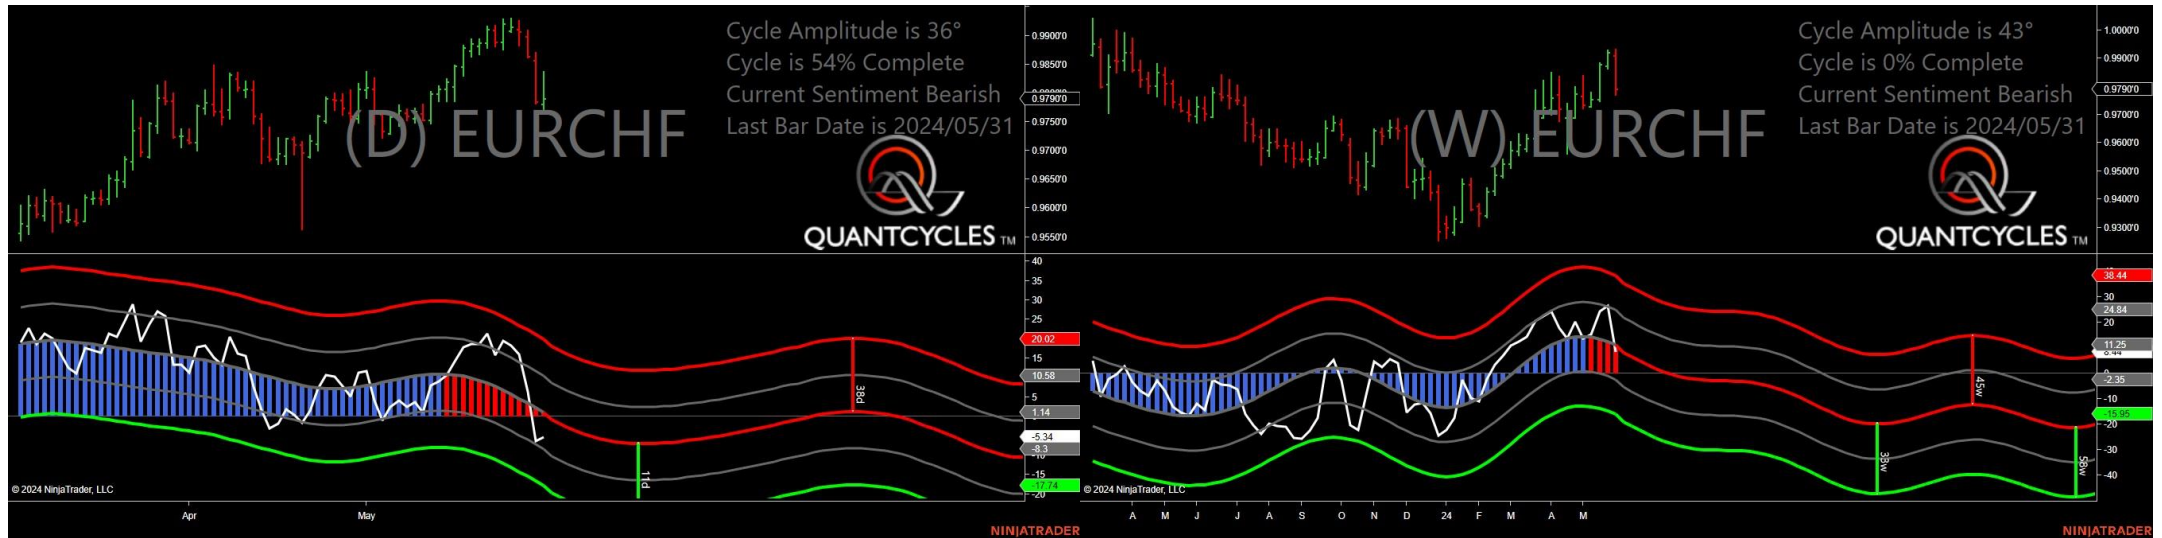 Cycle Amplitude is 36°
Cycle is 54% Complete
Current Sentiment Bearish
Last Bar Date is 2024/05/31
(D) EURCHF
QUANTCYCLES TM
0.9900'0
0.9850'0
0.9790'0
0.9750'0
0.9700'0
0.9650'0
0.9600'0
0.9550'0
40
35
30
25
20.02
15
10.58
5
1.14
-5.34
-8.3
-15
-17.74
-20
38d
11d
© 2024 NinjaTrader, LLC
Apr
May
NINJATRADER
Cycle Amplitude is 43°
Cycle is 0% Complete
Current Sentiment Bearish
Last Bar Date is 2024/05/31
(W) EURCHF
QUANTCYCLES TM
1.0000'0
0.9900'0
0.9790'0
0.9700'0
0.9600'0
0.9500'0
0.9400'0
0.9300'0
38.44
30
24.84
20
11.25
-2.35
-10
-15.95
-20
-30
-40
45w
38w
58w
© 2024 NinjaTrader, LLC
A M J J A S O N D 24 F M A M
NINJATRADER